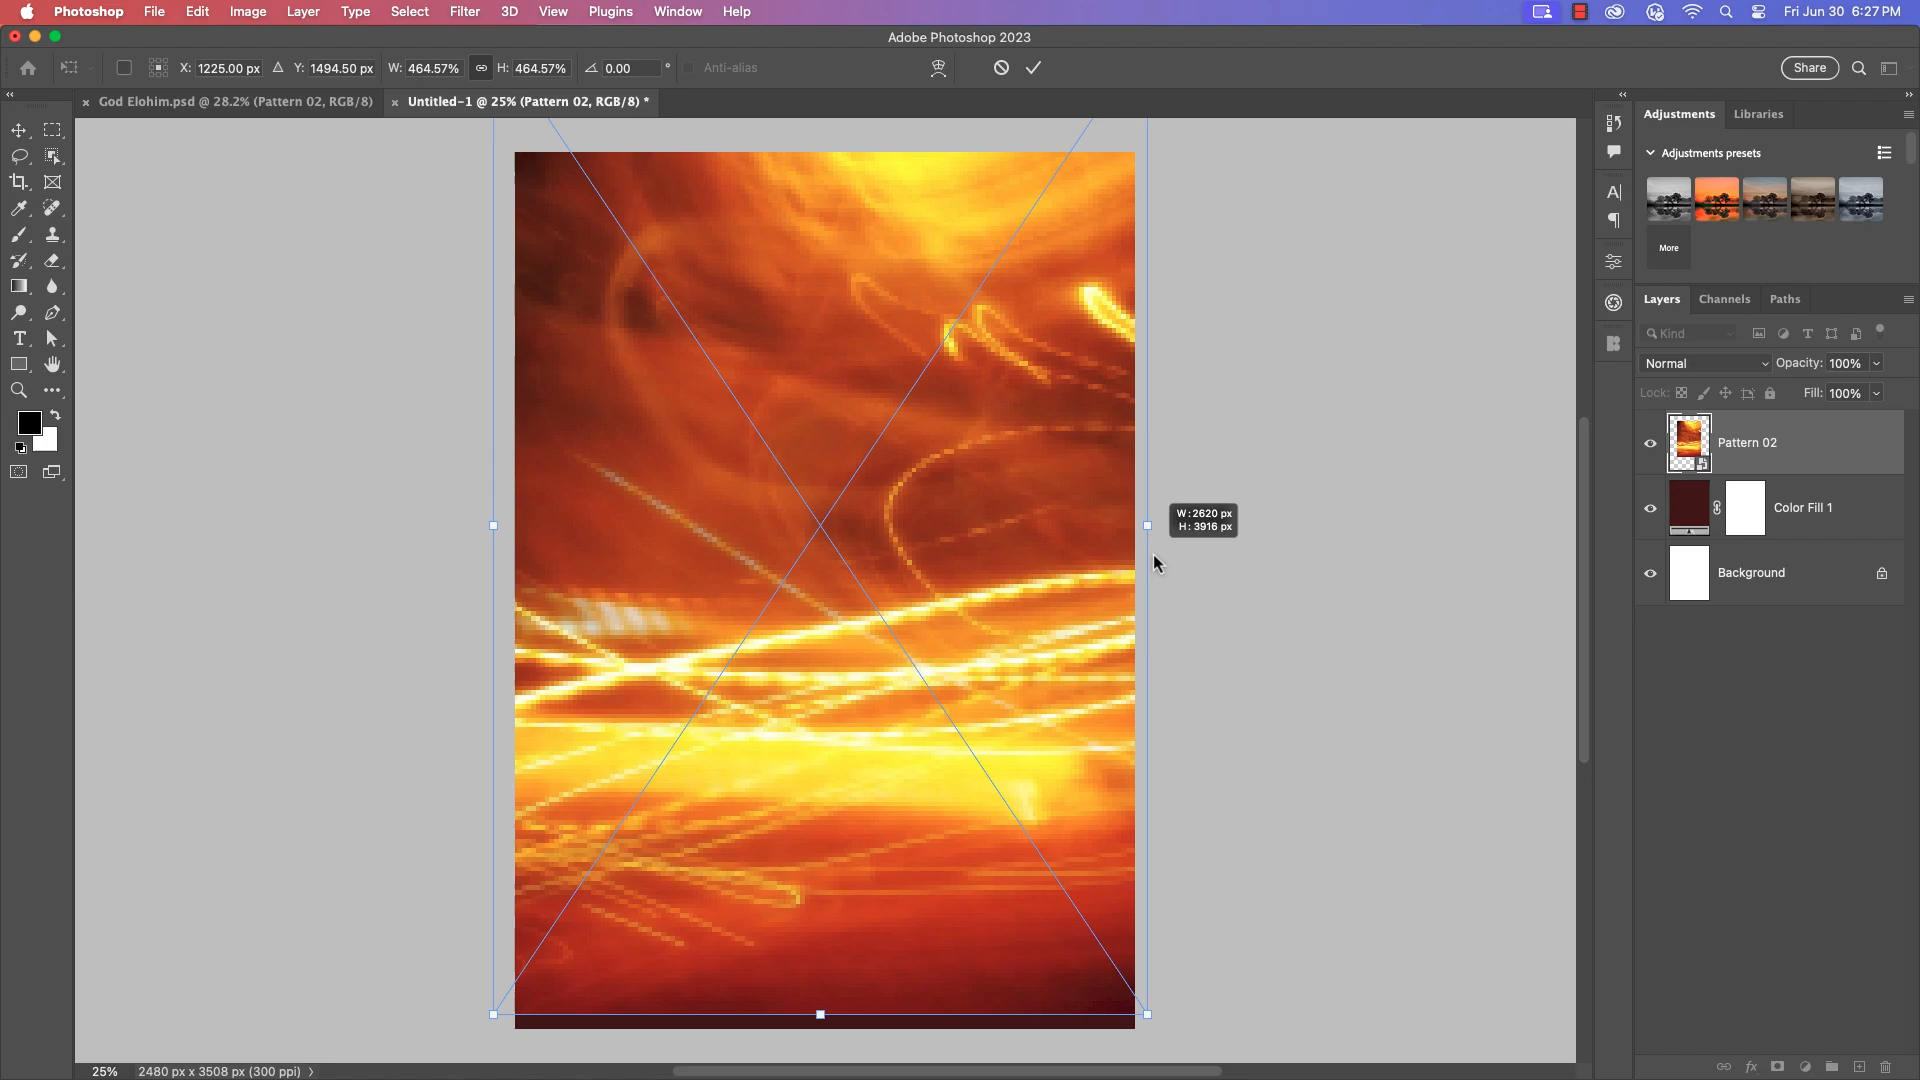 Photoshop File Edit Image Layer Type Select Filter 3D View Plugins Window Help Fri Jun 30 6:27 PM
Adobe Photoshop 2023
X: 1225.00 px Δ Y: 1494.50 px W: 464.57% H: 464.57% 0.00 ° Anti-alias Share
× God Elohim.psd @ 28.2% (Pattern 02, RGB/8) × Untitled-1 @ 25% (Pattern 02, RGB/8) *
Adjustments Libraries
Adjustments presets
More
Layers Channels Paths
Kind
Normal Opacity: 100%
Lock: Fill: 100%
Pattern 02
Color Fill 1
Background
W: 2620 px
H: 3916 px
25% 2480 px x 3508 px (300 ppi) >